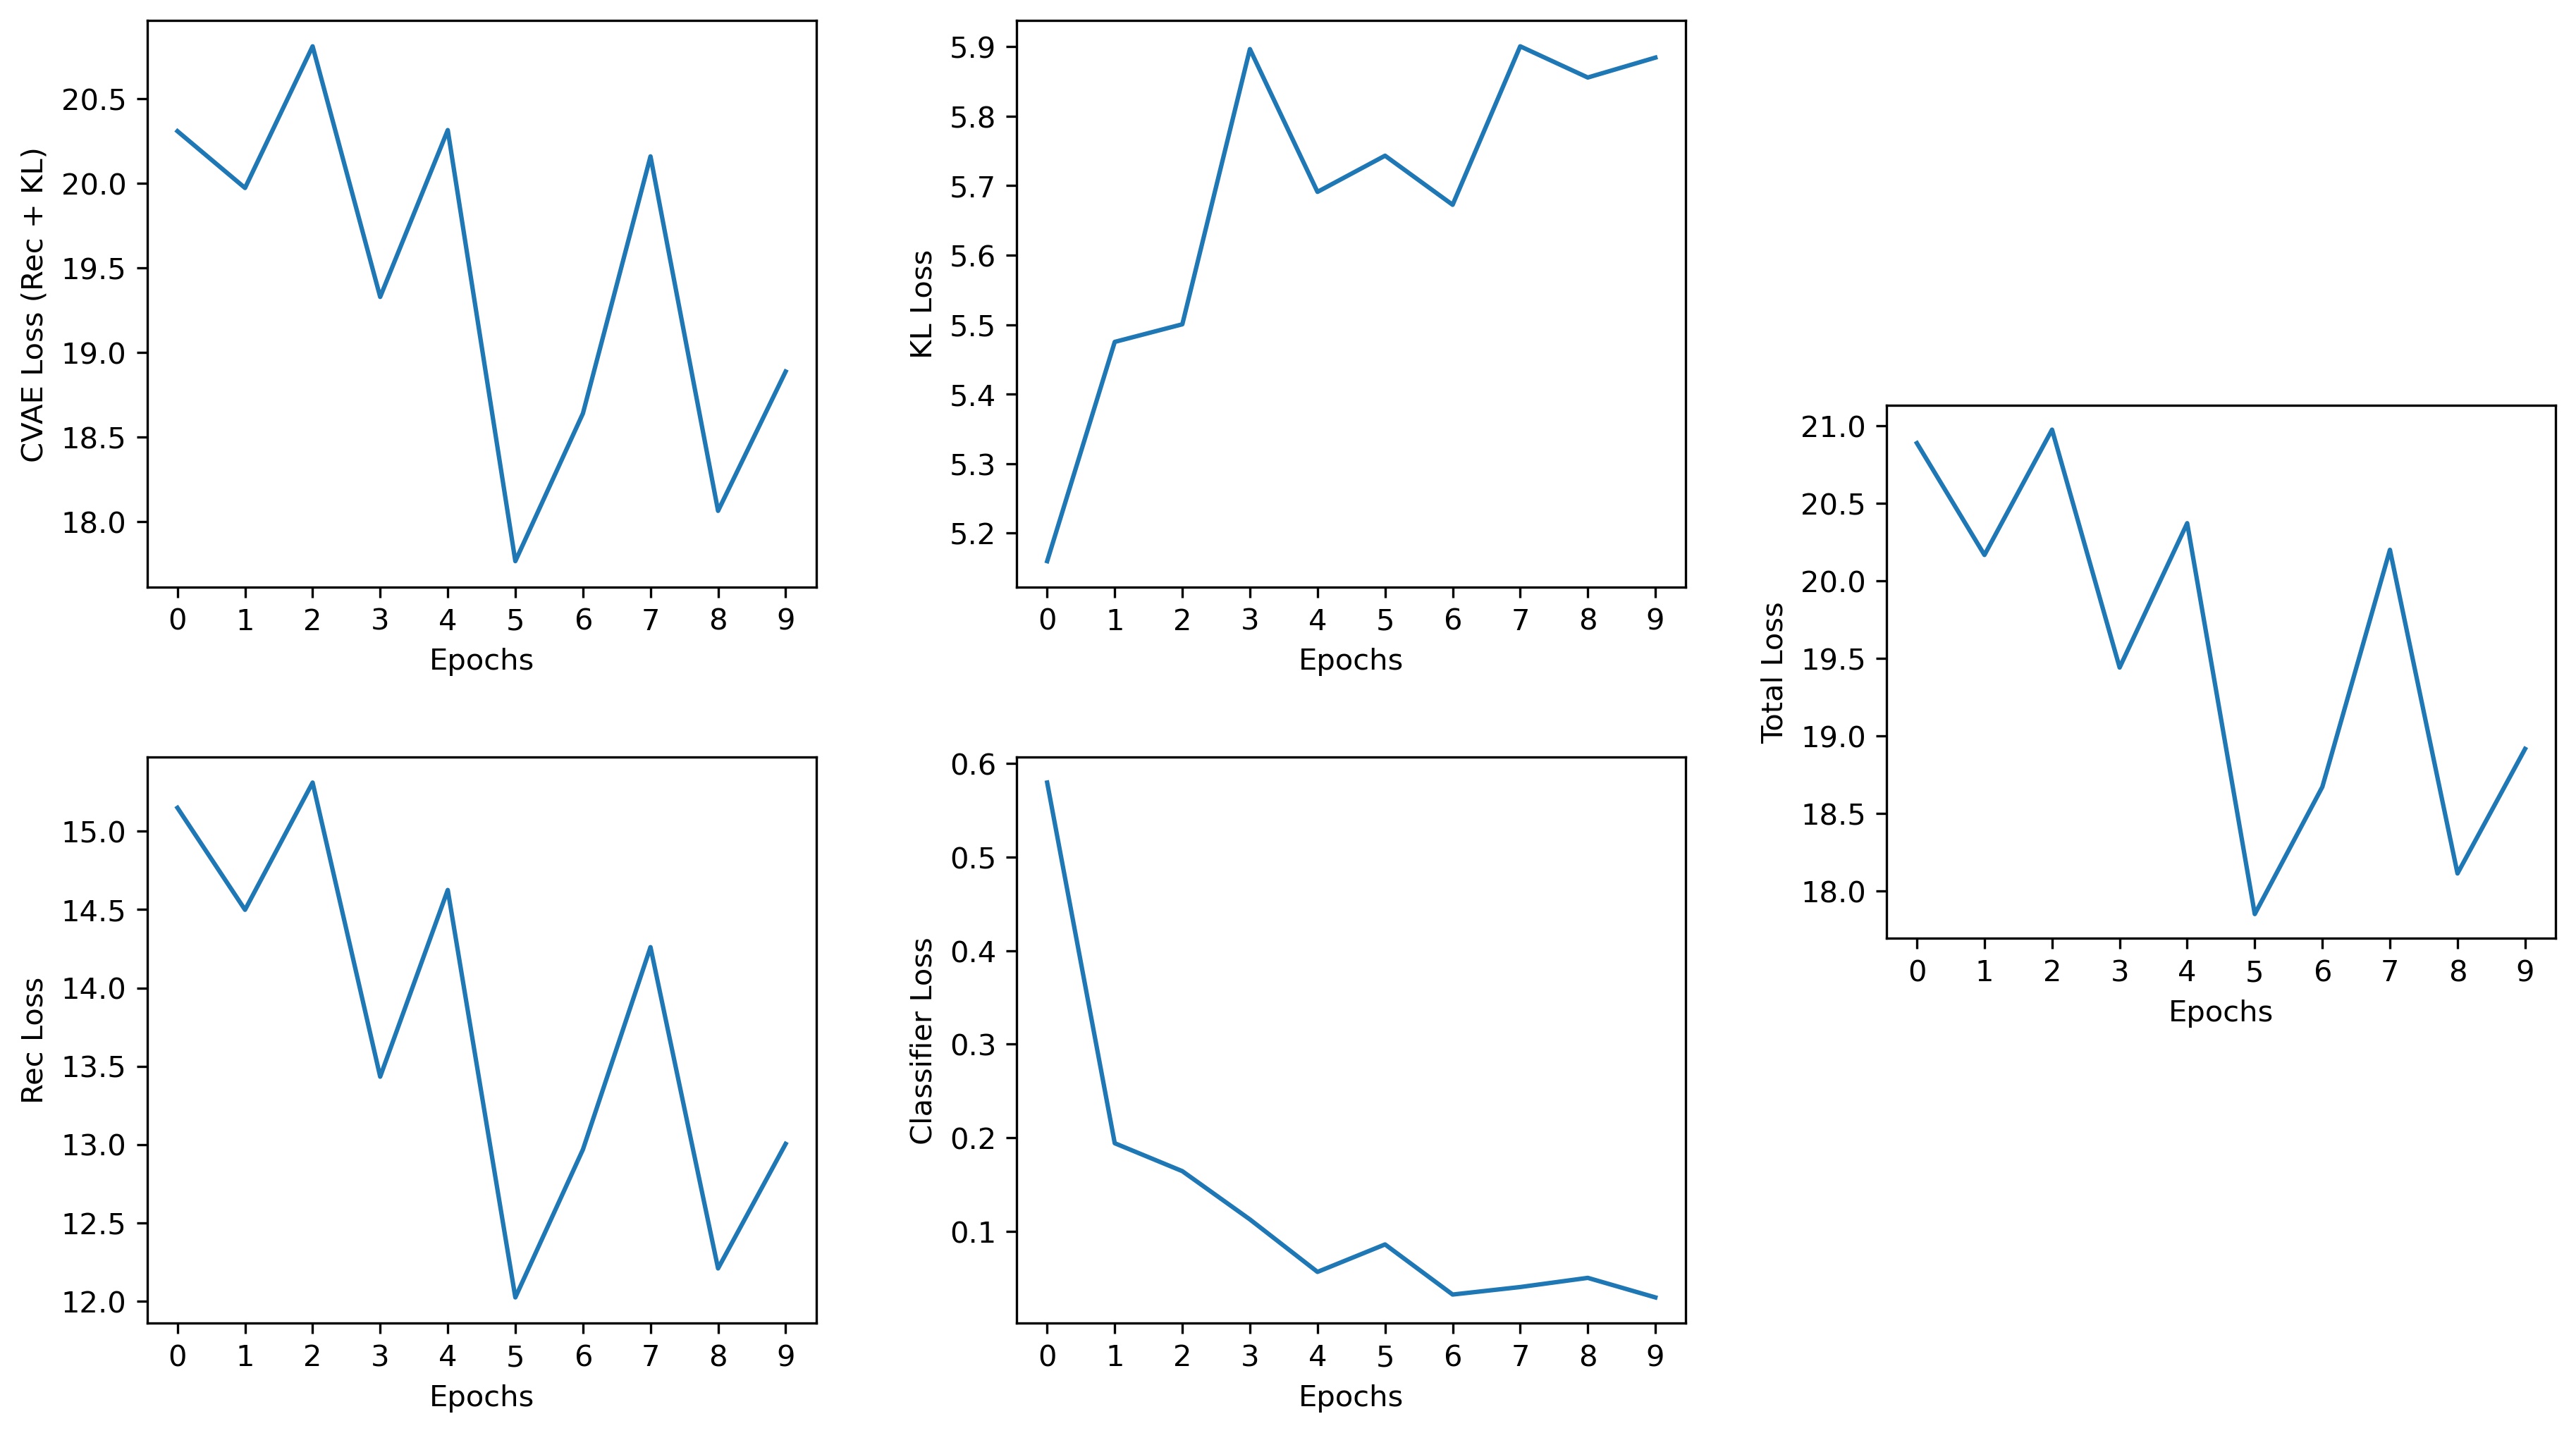 CVAE Loss (Rec + KL)
20.5
20.0
19.5
19.0
18.5
18.0
0 1 2 3 4 5 6 7 8 9
Epochs
KL Loss
5.9
5.8
5.7
5.6
5.5
5.4
5.3
5.2
0 1 2 3 4 5 6 7 8 9
Epochs
Rec Loss
15.0
14.5
14.0
13.5
13.0
12.5
12.0
0 1 2 3 4 5 6 7 8 9
Epochs
Classifier Loss
0.6
0.5
0.4
0.3
0.2
0.1
0 1 2 3 4 5 6 7 8 9
Epochs
Total Loss
21.0
20.5
20.0
19.5
19.0
18.5
18.0
0 1 2 3 4 5 6 7 8 9
Epochs